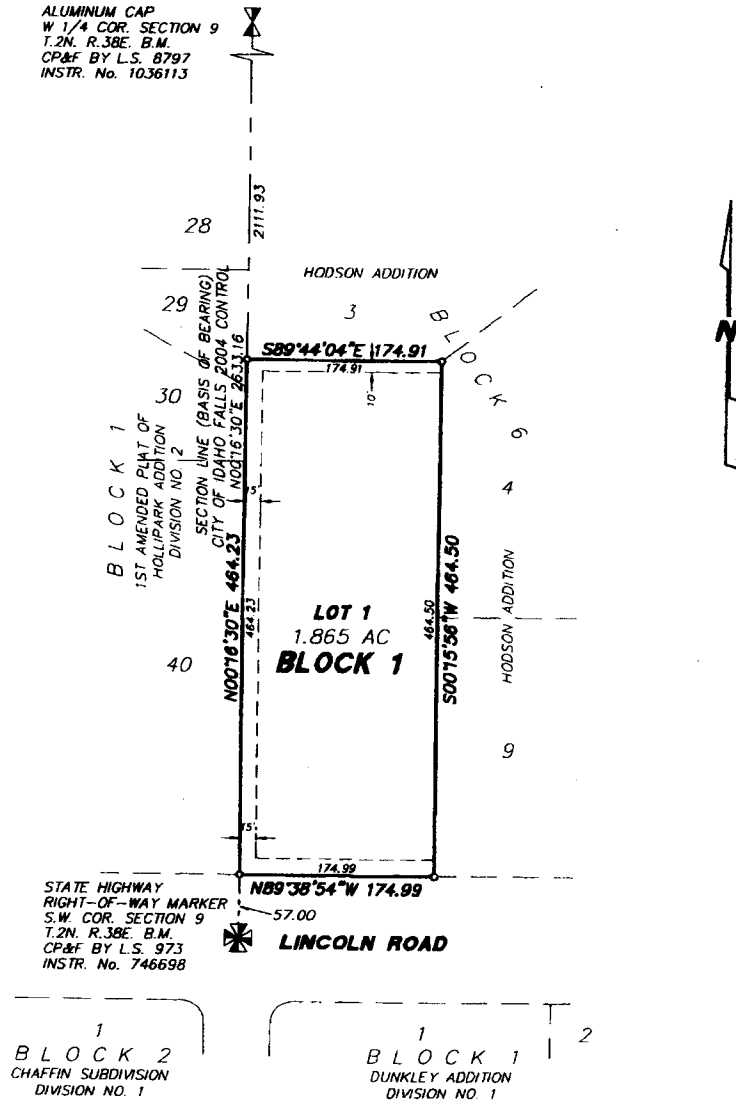 ALUMINUM CAP
W 1/4 COR. SECTION 9
T.2N. R.38E. B.M.
CP&F BY L.S. 8797
INSTR. No. 1036113
2111.93
28
HODSON ADDITION
29
3
BLOCK 6
N
S89°44'04"E 174.91
174.91
10'
30
SECTION LINE (BASIS OF BEARING)
CITY OF IDAHO FALLS 2004 CONTROL
N00°16'30"E 2633.16
BLOCK 1
1ST AMENDED PLAT OF
HOLLIPARK ADDITION
DIVISION NO. 2
15'
4
N00°16'30"E 464.23
464.23
LOT 1
1.865 AC
BLOCK 1
464.50
S00°15'56"W 464.50
HODSON ADDITION
40
9
15'
174.99
N89°38'54"W 174.99
STATE HIGHWAY
RIGHT-OF-WAY MARKER
S.W. COR. SECTION 9
T.2N. R.38E. B.M.
CP&F BY L.S. 973
INSTR. No. 746698
57.00
LINCOLN ROAD
1
BLOCK 2
CHAFFIN SUBDIVISION
DIVISION NO. 1
1
BLOCK 1
DUNKLEY ADDITION
DIVISION NO. 1
2